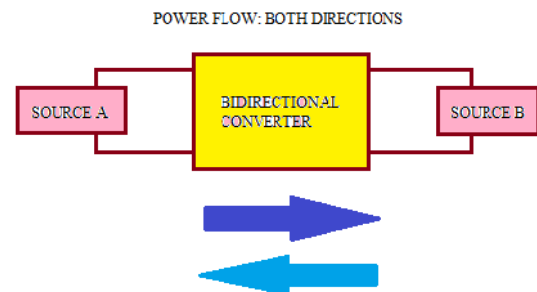 POWER FLOW: BOTH DIRECTIONS
SOURCE A
BIDIRECTIONAL
CONVERTER
SOURCE B